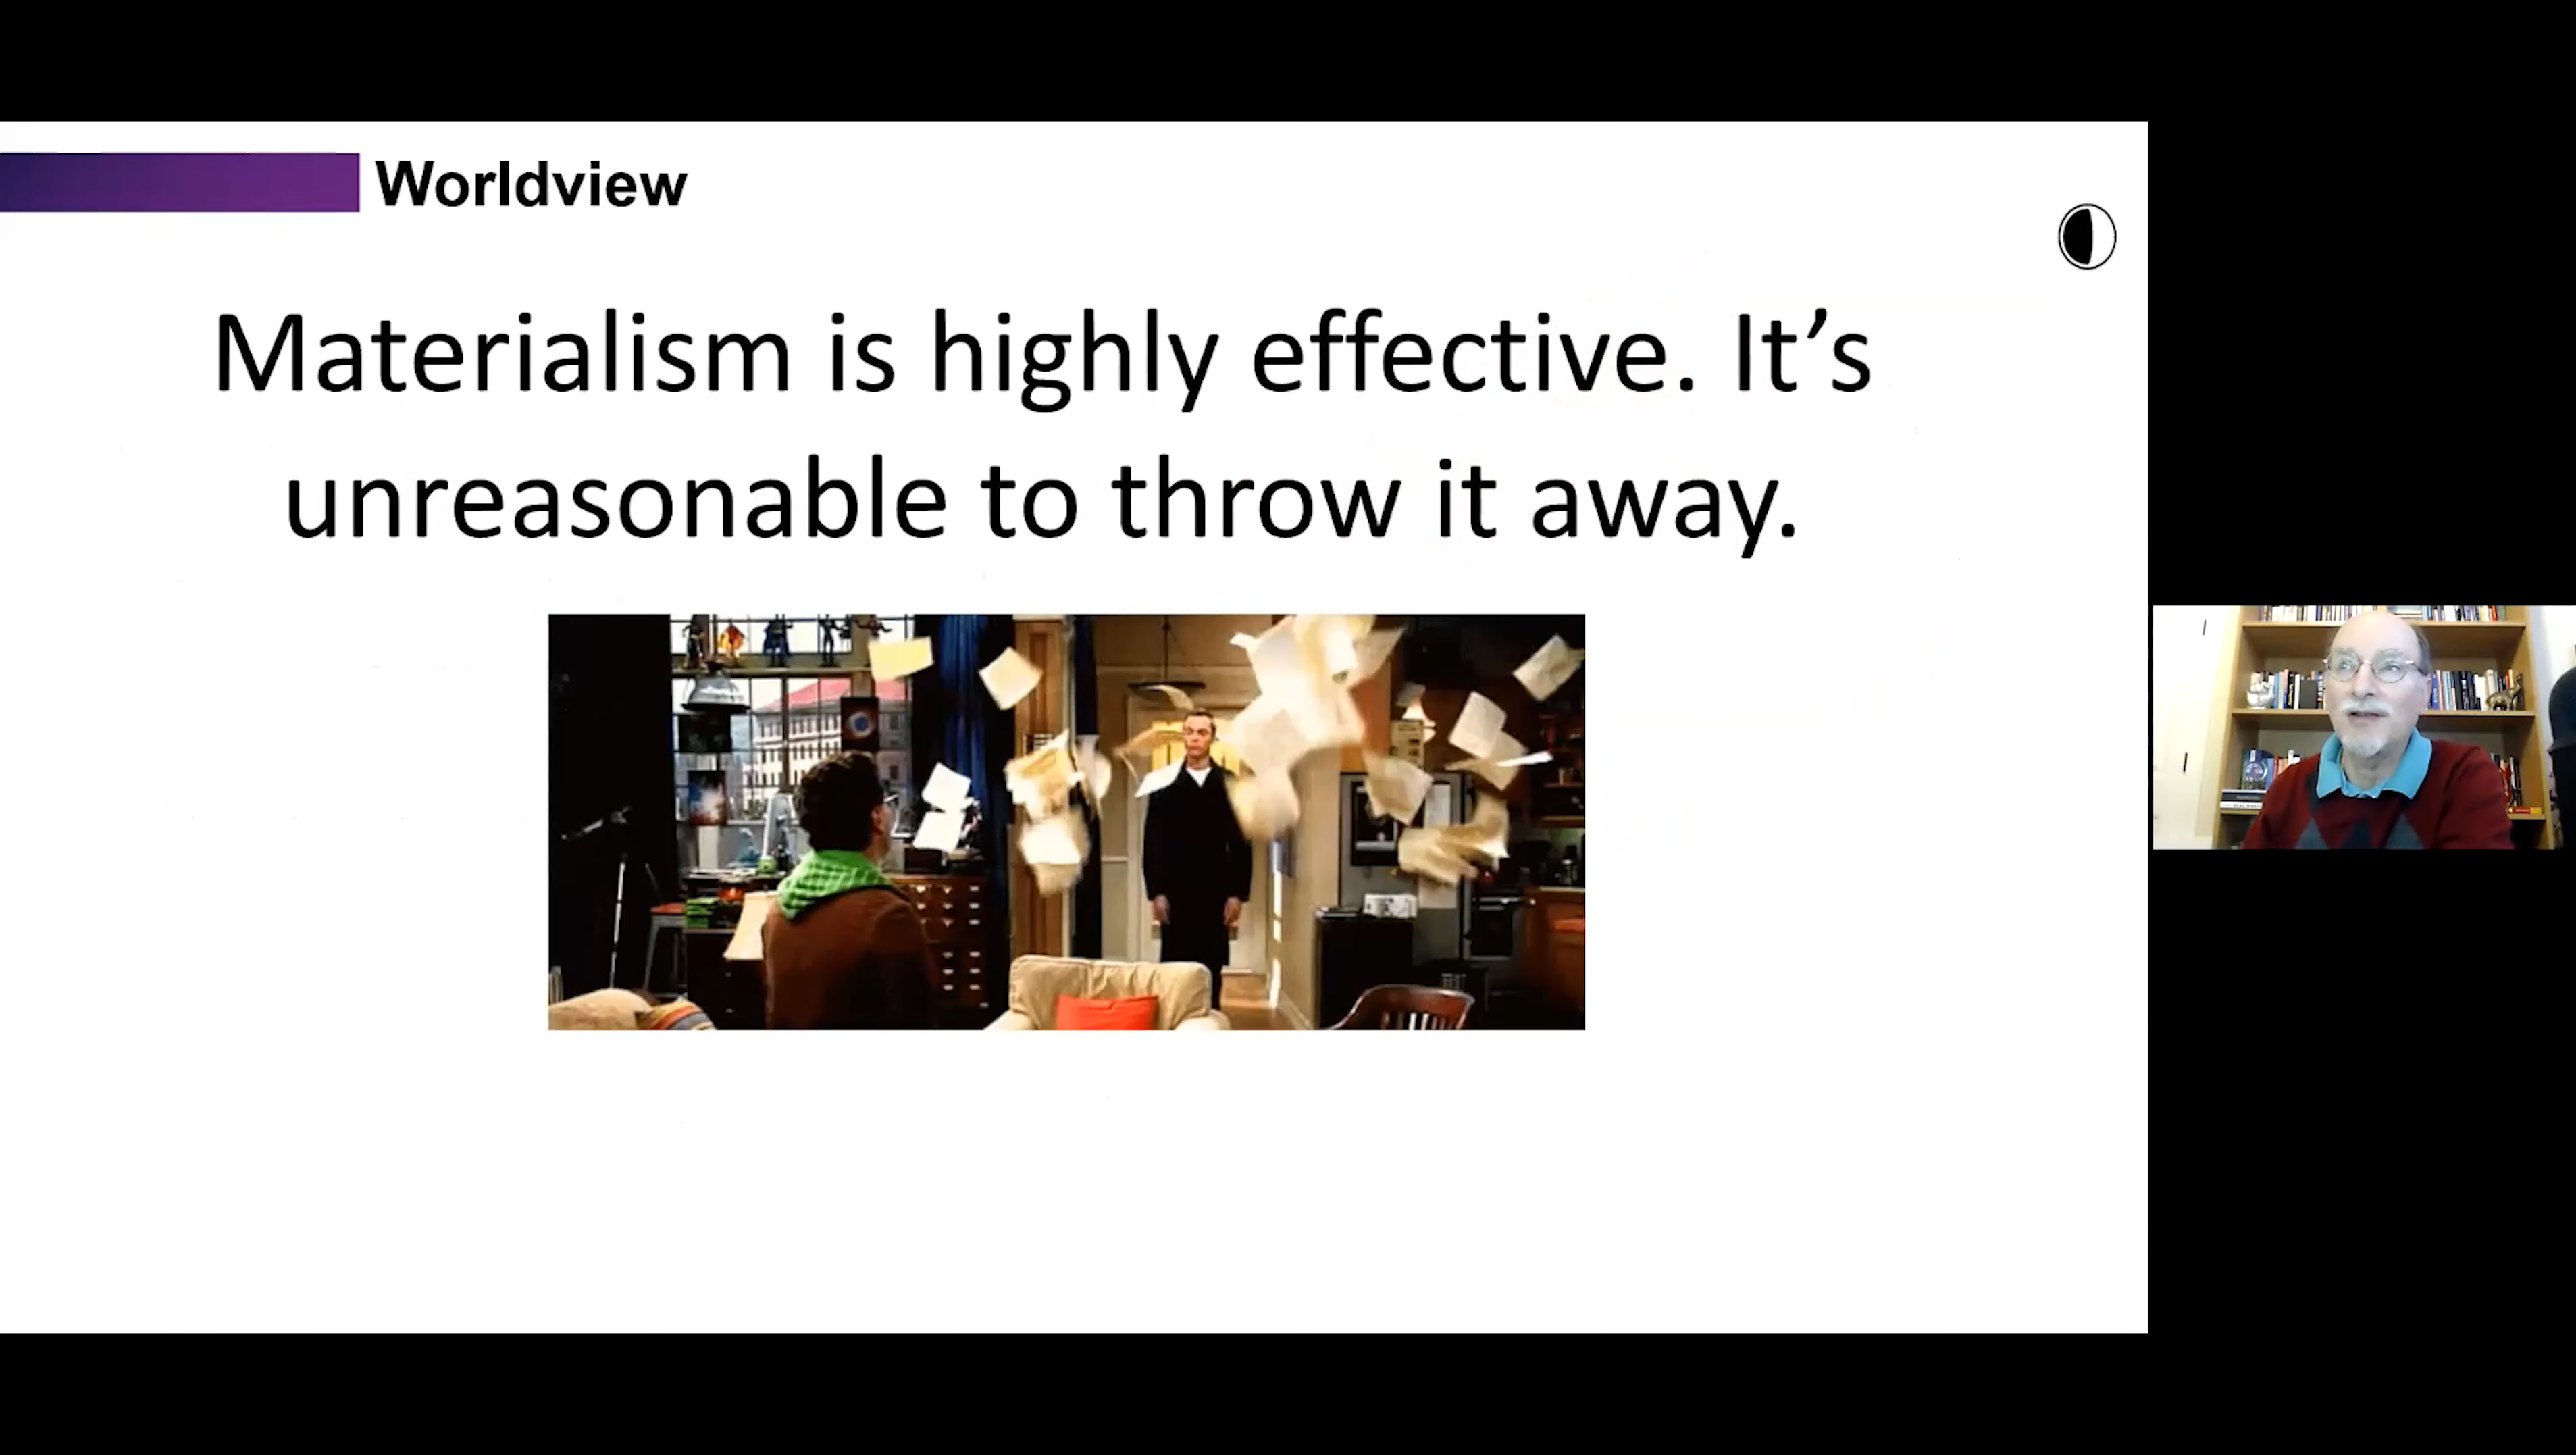 Worldview
Materialism is highly effective. It’s
unreasonable to throw it away.